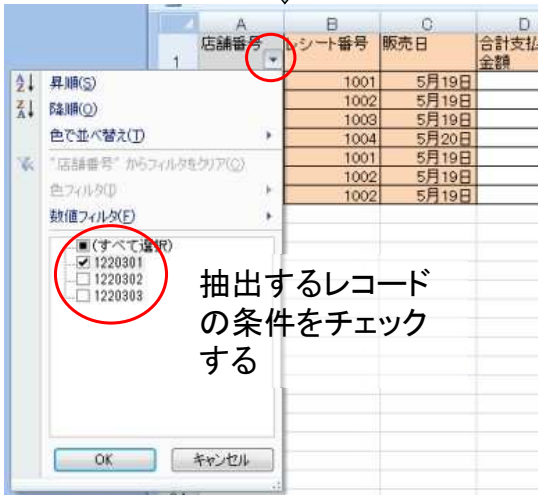 A B C D
店舗番号 レシート番号 販売日 合計支払
金額
1
昇順(S)
降順(O)
色で並べ替え(T)
"店舗番号" からフィルタをクリア(C)
色フィルタ(I)
数値フィルタ(F)
(すべて選択)
1220301
1220302
1220303
OK キャンセル
1001 5月19日
1002 5月19日
1003 5月19日
1004 5月20日
1001 5月19日
1002 5月19日
1002 5月19日
抽出するレコード
の条件をチェック
する